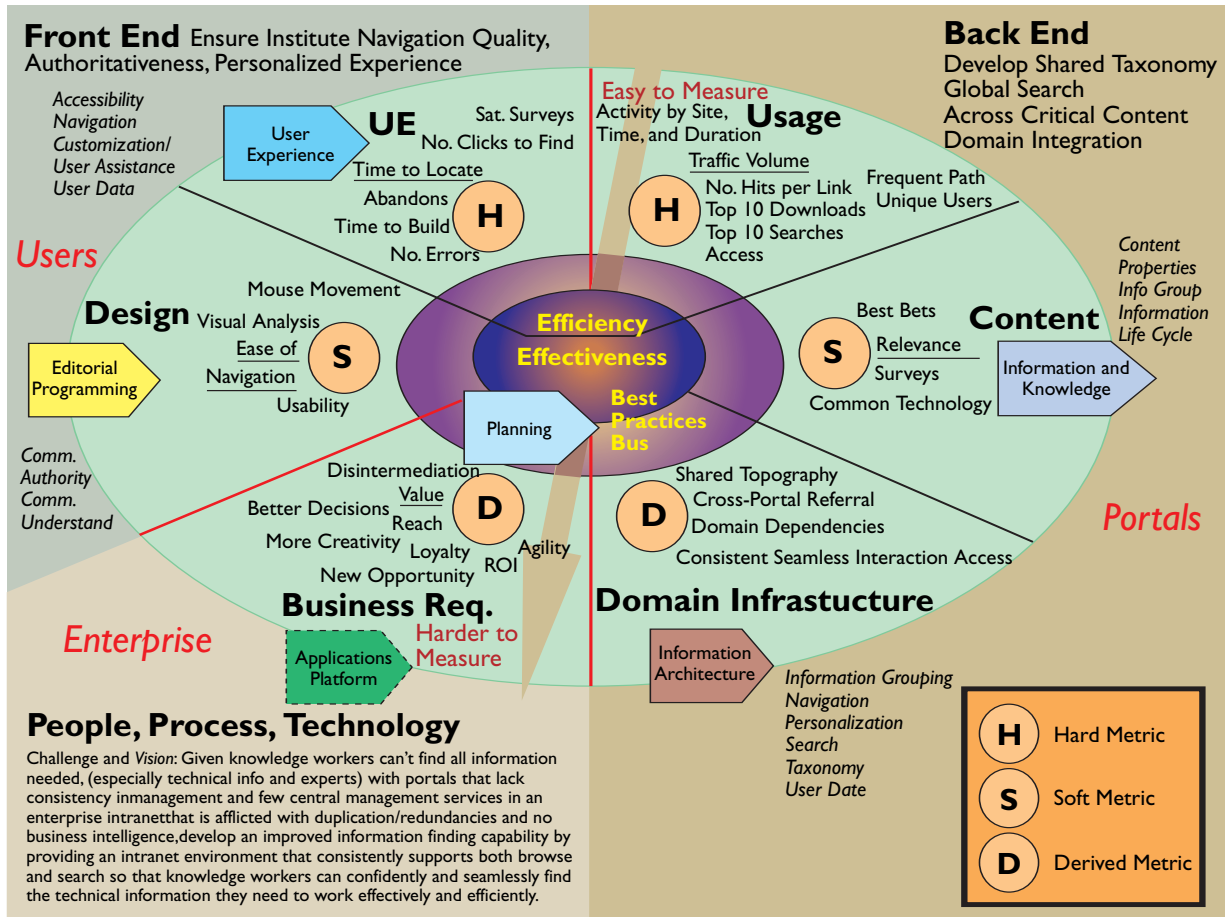 Front End Ensure Institute Navigation Quality,
Authoritativeness, Personalized Experience
Accessibility
Navigation
Customization/
User Assistance
User Data
Back End
Develop Shared Taxonomy
Global Search
Across Critical Content
Domain Integration
User
Experience
UE
Sat. Surveys
No. Clicks to Find
Time to Locate
Abandons
Time to Build
No. Errors
H
Easy to Measure
Activity by Site,
Time, and Duration
Usage
Traffic Volume
No. Hits per Link
Top 10 Downloads
Top 10 Searches
Access
H
Frequent Path
Unique Users
Users
Design
Mouse Movement
Visual Analysis
Ease of
Navigation
Usability
S
Editorial
Programming
Comm.
Authority
Comm.
Understand
Efficiency
Effectiveness
Best
Practices
Bus
Planning
S
Best Bets
Relevance
Surveys
Common Technology
Content
Information and
Knowledge
Content
Properties
Info Group
Information
Life Cycle
Portals
Disintermediation
Value
Better Decisions
Reach
More Creativity
Loyalty
Agility
ROI
New Opportunity
D
Business Req.
Harder to
Measure
Applications
Platform
Enterprise
Shared Topography
Cross-Portal Referral
Domain Dependencies
Consistent Seamless Interaction Access
D
Domain Infrastucture
Information
Architecture
Information Grouping
Navigation
Personalization
Search
Taxonomy
User Date
People, Process, Technology
Challenge and Vision: Given knowledge workers can't find all information
needed, (especially technical info and experts) with portals that lack
consistency inmanagement and few central management services in an
enterprise intranetthat is afflicted with duplication/redundancies and no
business intelligence,develop an improved information finding capability by
providing an intranet environment that consistently supports both browse
and search so that knowledge workers can confidently and seamlessly find
the technical information they need to work effectively and efficiently.
H Hard Metric
S Soft Metric
D Derived Metric